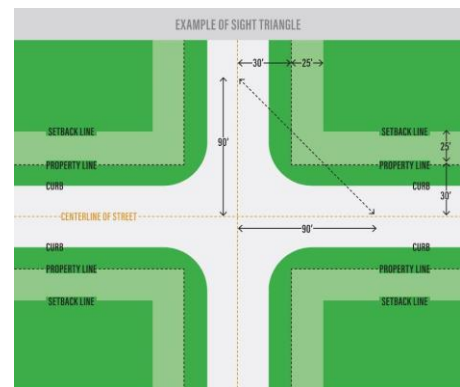 EXAMPLE OF SIGHT TRIANGLE
30'
25'
SETBACK LINE
SETBACK LINE
25'
90'
PROPERTY LINE
PROPERTY LINE
CURB
CURB
30'
CENTERLINE OF STREET
90'
CURB
CURB
PROPERTY LINE
PROPERTY LINE
SETBACK LINE
SETBACK LINE